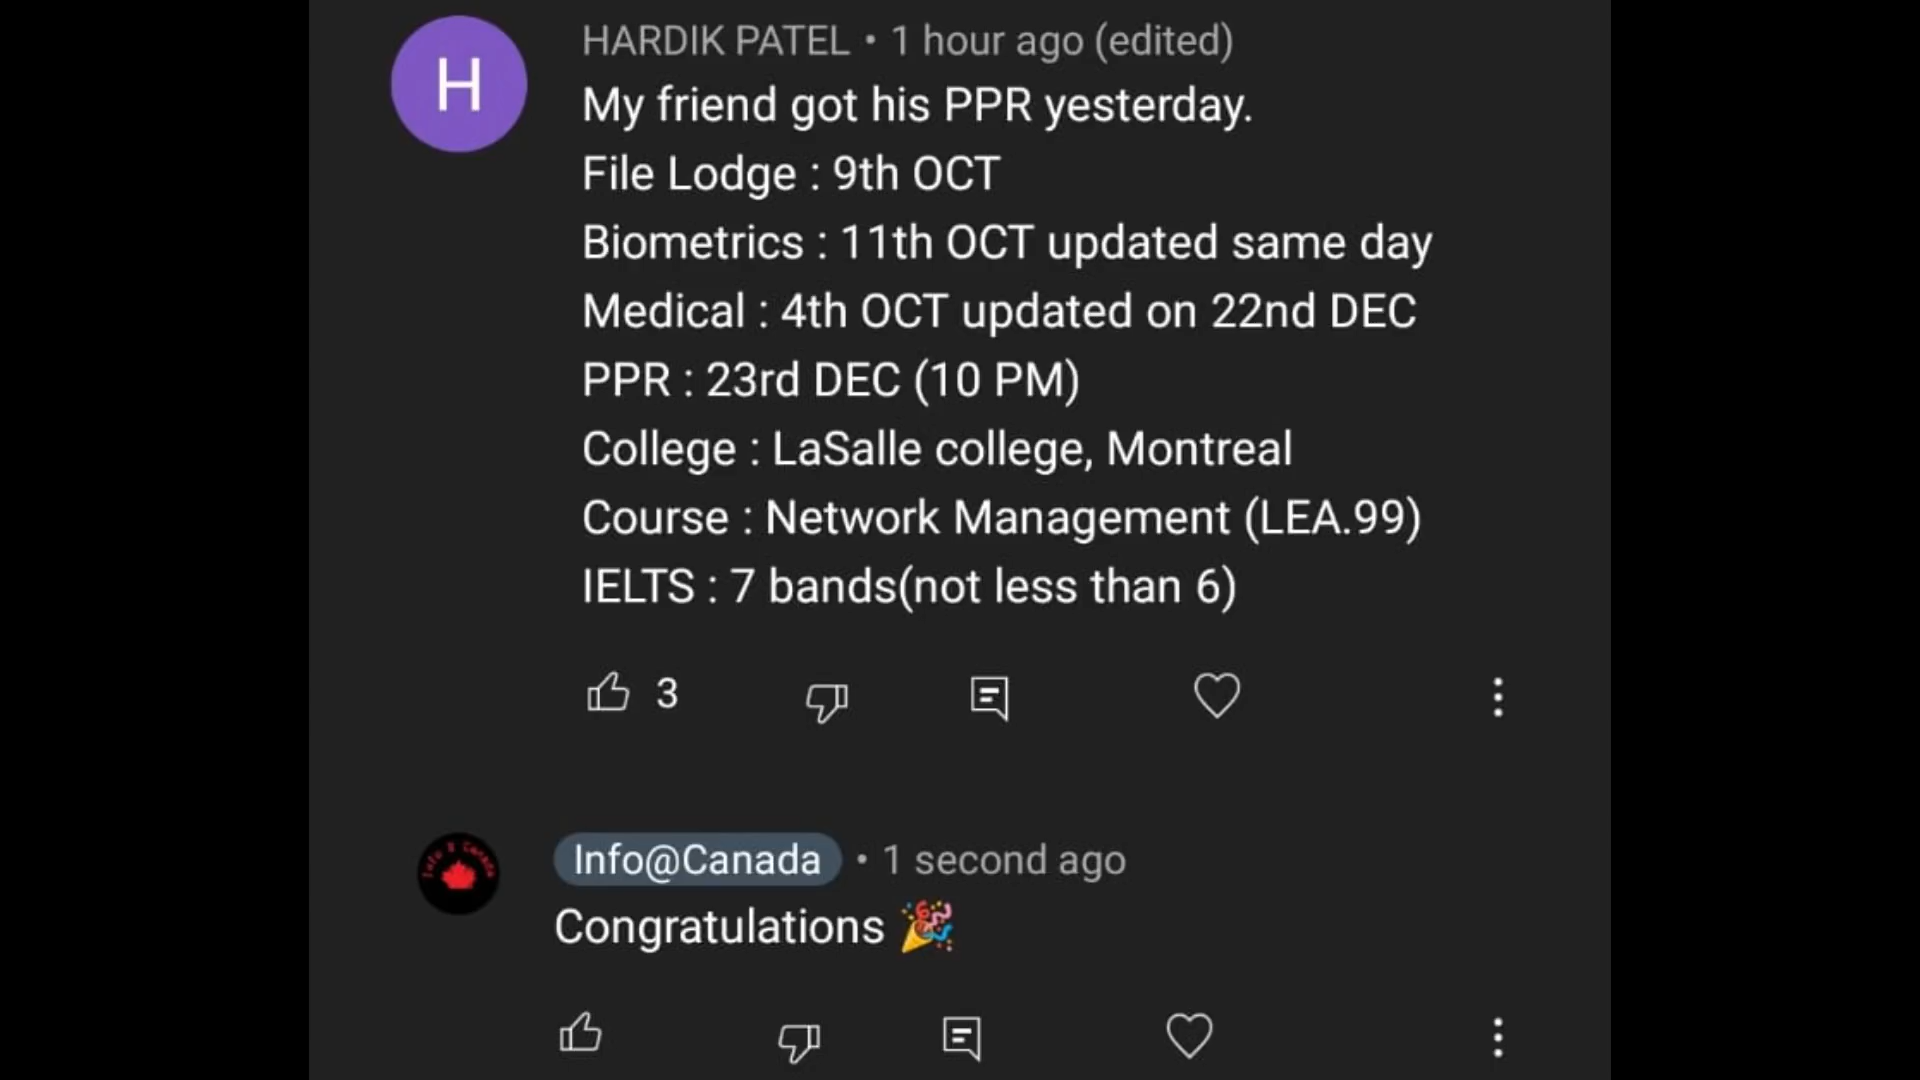 H
HARDIK PATEL • 1 hour ago (edited)
My friend got his PPR yesterday.
File Lodge : 9th OCT
Biometrics : 11th OCT updated same day
Medical : 4th OCT updated on 22nd DEC
PPR : 23rd DEC (10 PM)
College : LaSalle college, Montreal
Course : Network Management (LEA.99)
IELTS : 7 bands(not less than 6)
3
Info@Canada • 1 second ago
Congratulations 🎉